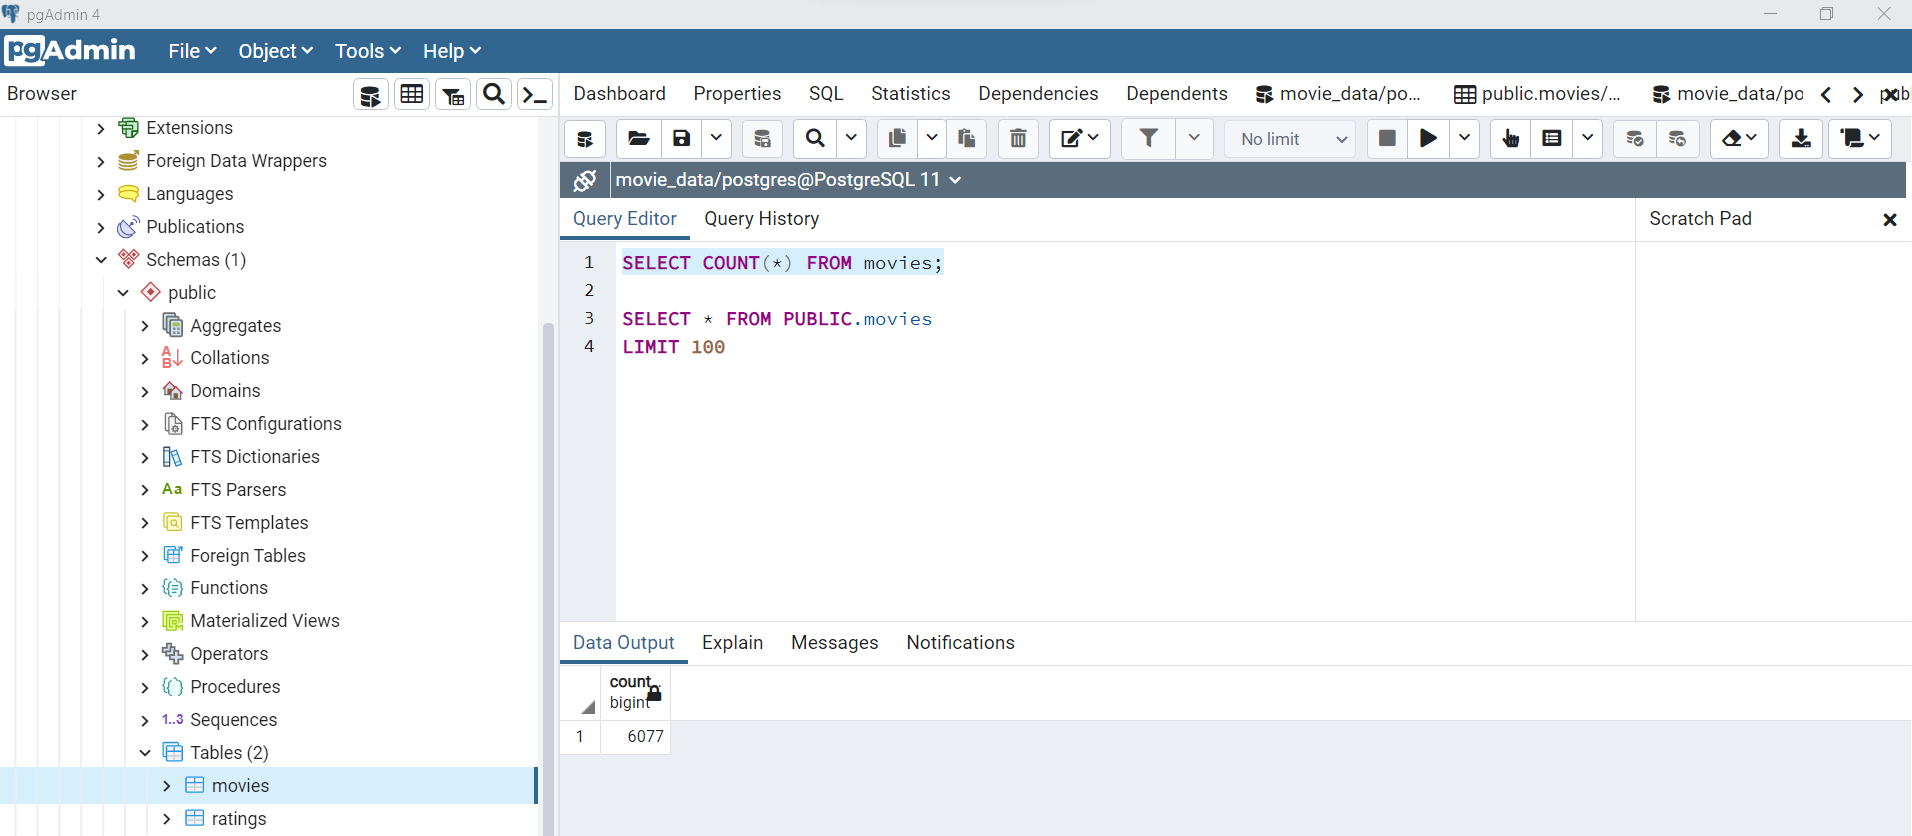 pgAdmin 4
pgAdmin File Object Tools Help
Browser
Dashboard Properties SQL Statistics Dependencies Dependents movie_data/po... public.movies/... movie_data/po
No limit
movie_data/postgres@PostgreSQL 11
Query Editor Query History
Scratch Pad
Extensions
Foreign Data Wrappers
Languages
Publications
Schemas (1)
public
Aggregates
Collations
Domains
FTS Configurations
FTS Dictionaries
Aa FTS Parsers
FTS Templates
Foreign Tables
Functions
Materialized Views
Operators
Procedures
1..3 Sequences
Tables (2)
movies
ratings
1 SELECT COUNT(*) FROM movies;
2
3 SELECT * FROM PUBLIC.movies
4 LIMIT 100
Data Output Explain Messages Notifications
count
bigint
1 6077